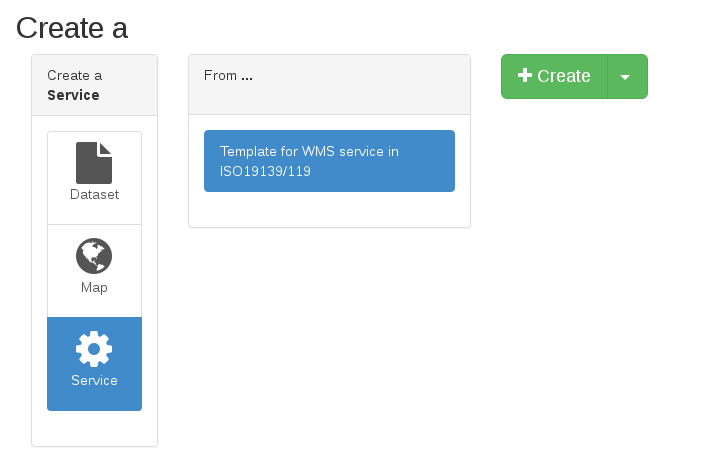 Create a
Create a
Service
Dataset
Map
Service
From ...
Template for WMS service in
ISO19139/119
Create